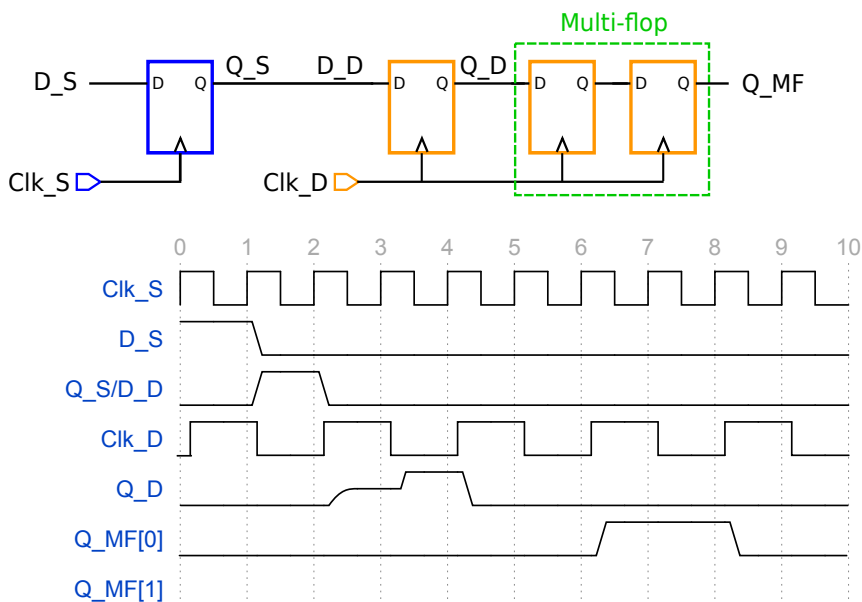 Multi-flop
D_S D Q Q_S D_D D Q Q_D D Q D Q Q_MF
Clk_S Clk_D
0 1 2 3 4 5 6 7 8 9 10
Clk_S
D_S
Q_S/D_D
Clk_D
Q_D
Q_MF[0]
Q_MF[1]